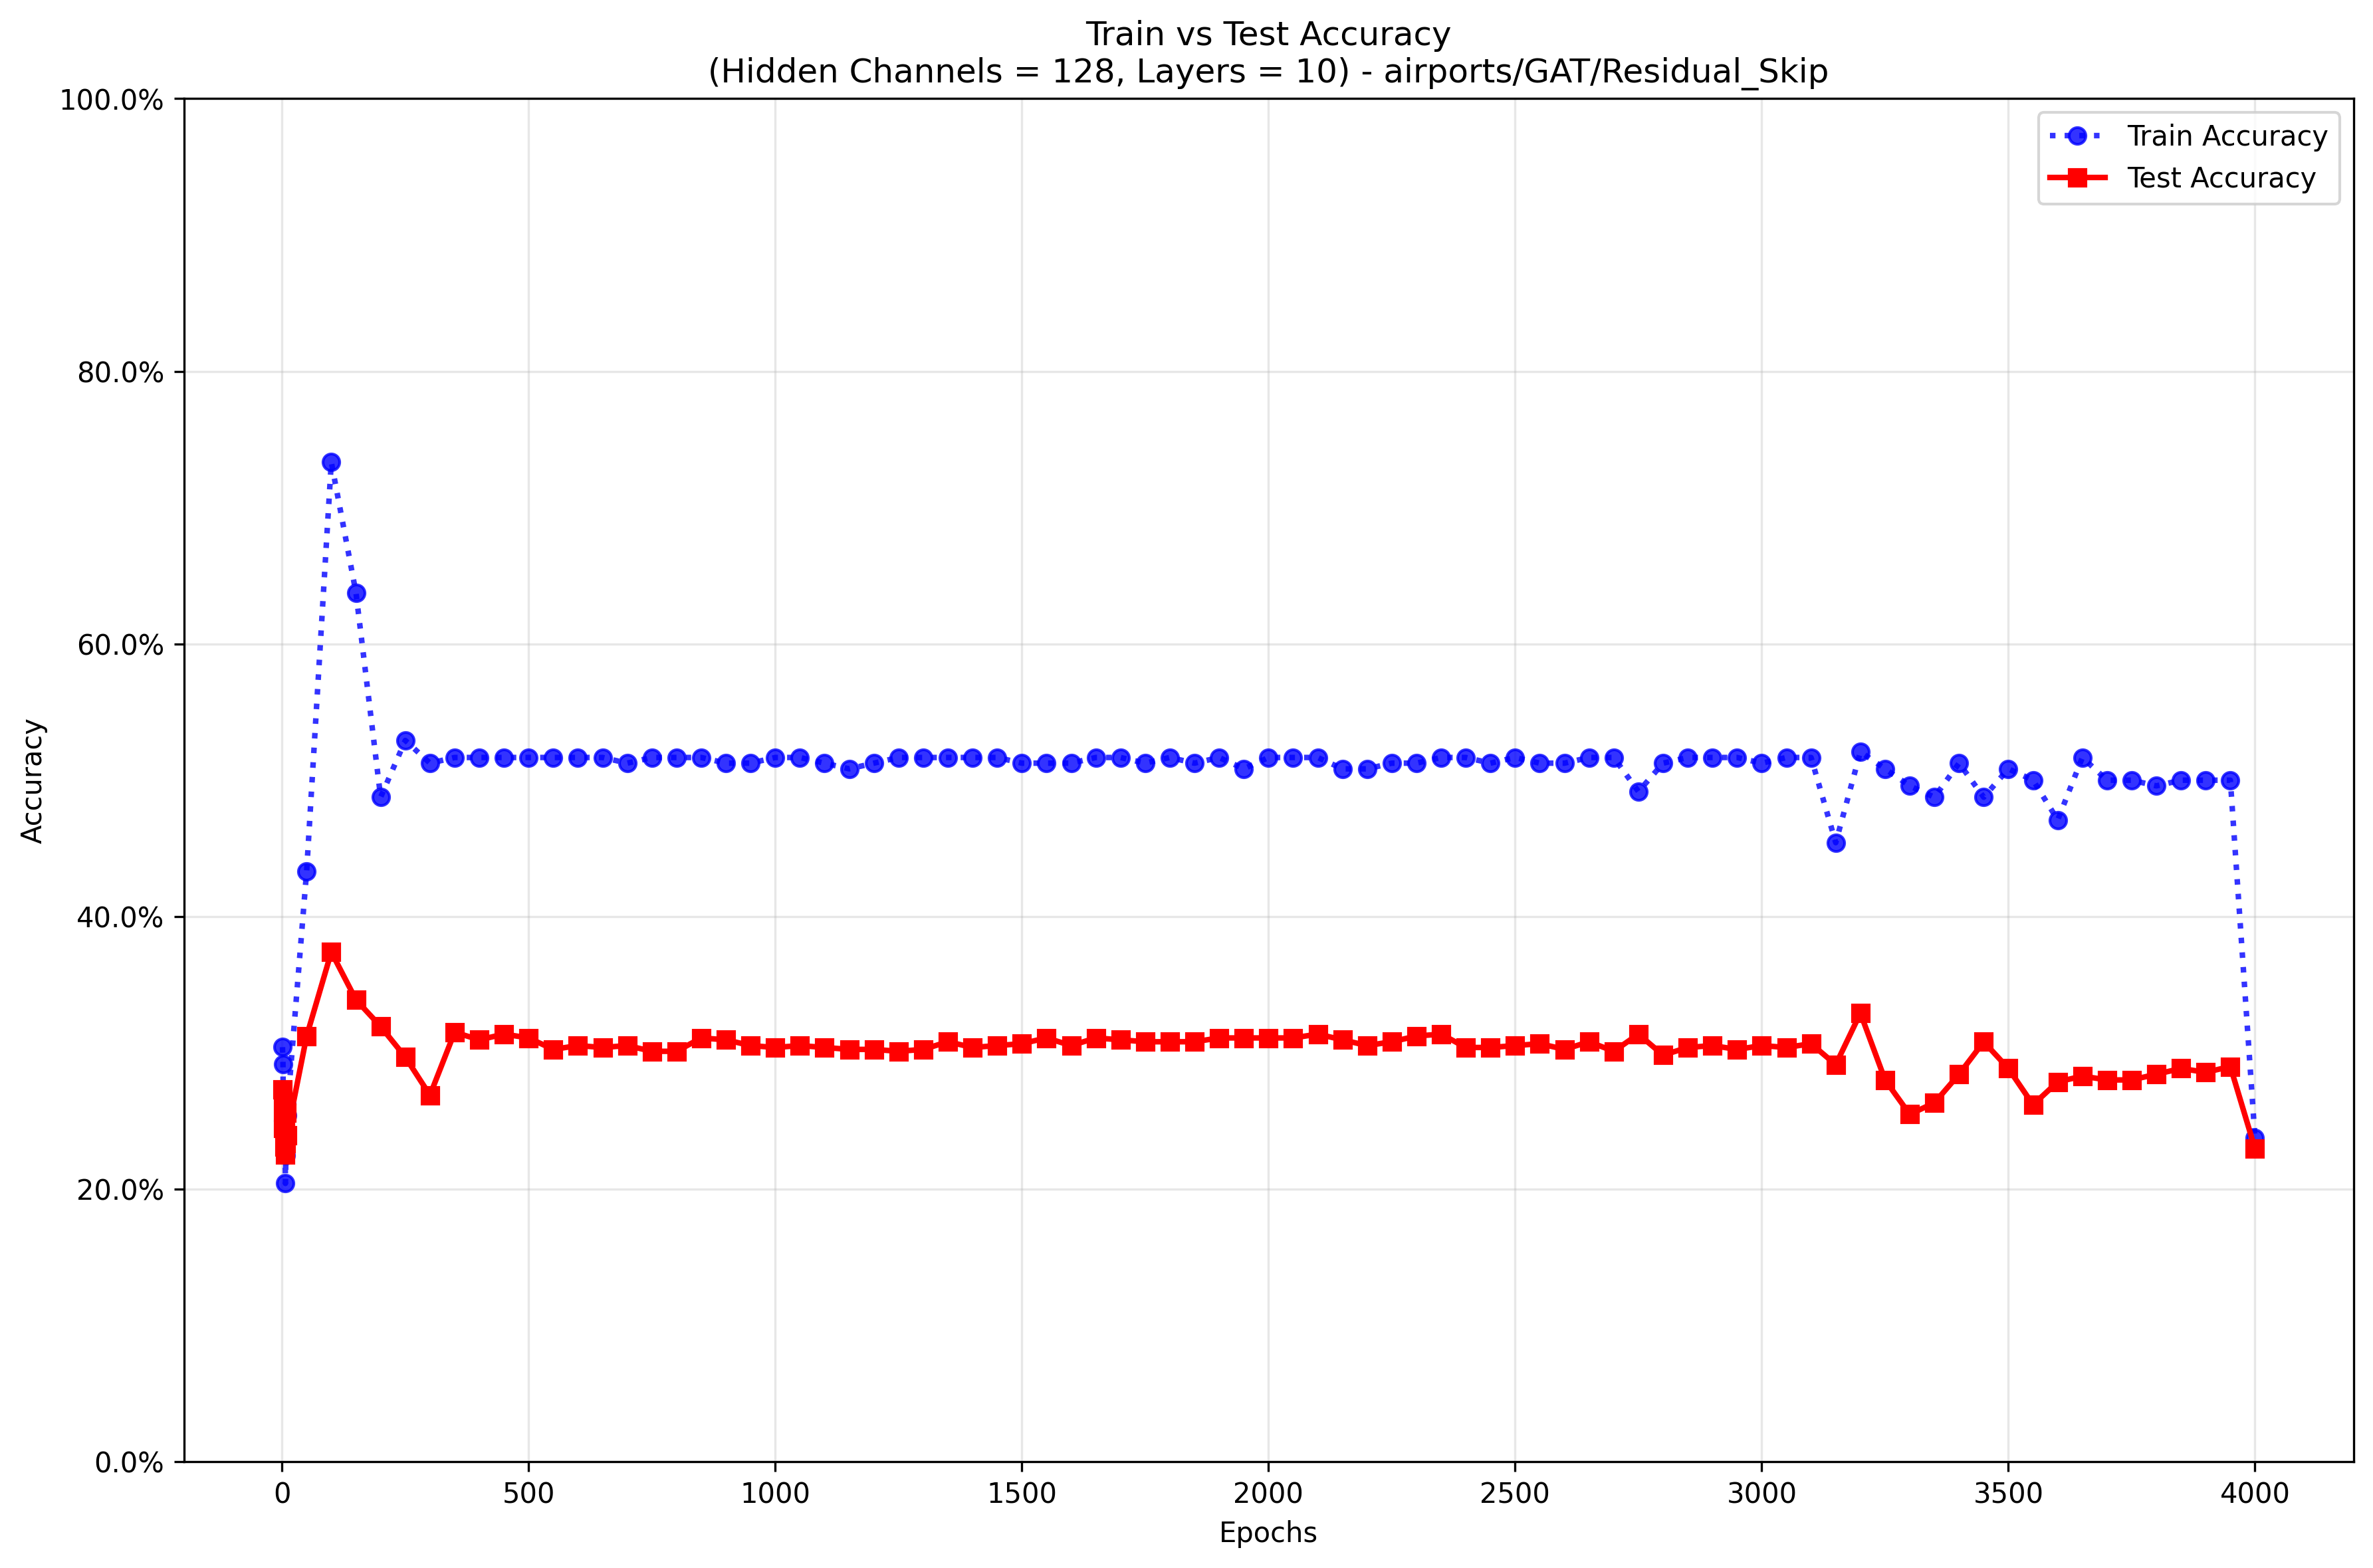 Train vs Test Accuracy
(Hidden Channels = 128, Layers = 10) - airports/GAT/Residual_Skip
100.0%
80.0%
60.0%
40.0%
20.0%
0.0%
Accuracy
Train Accuracy
Test Accuracy
0
500
1000
1500
2000
2500
3000
3500
4000
Epochs